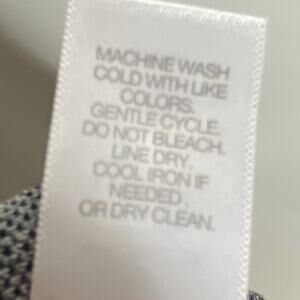 MACHINE WASH
COLD WITH LIKE
COLORS.
GENTLE CYCLE.
DO NOT BLEACH.
LINE DRY.
COOL IRON IF
NEEDED.
OR DRY CLEAN.